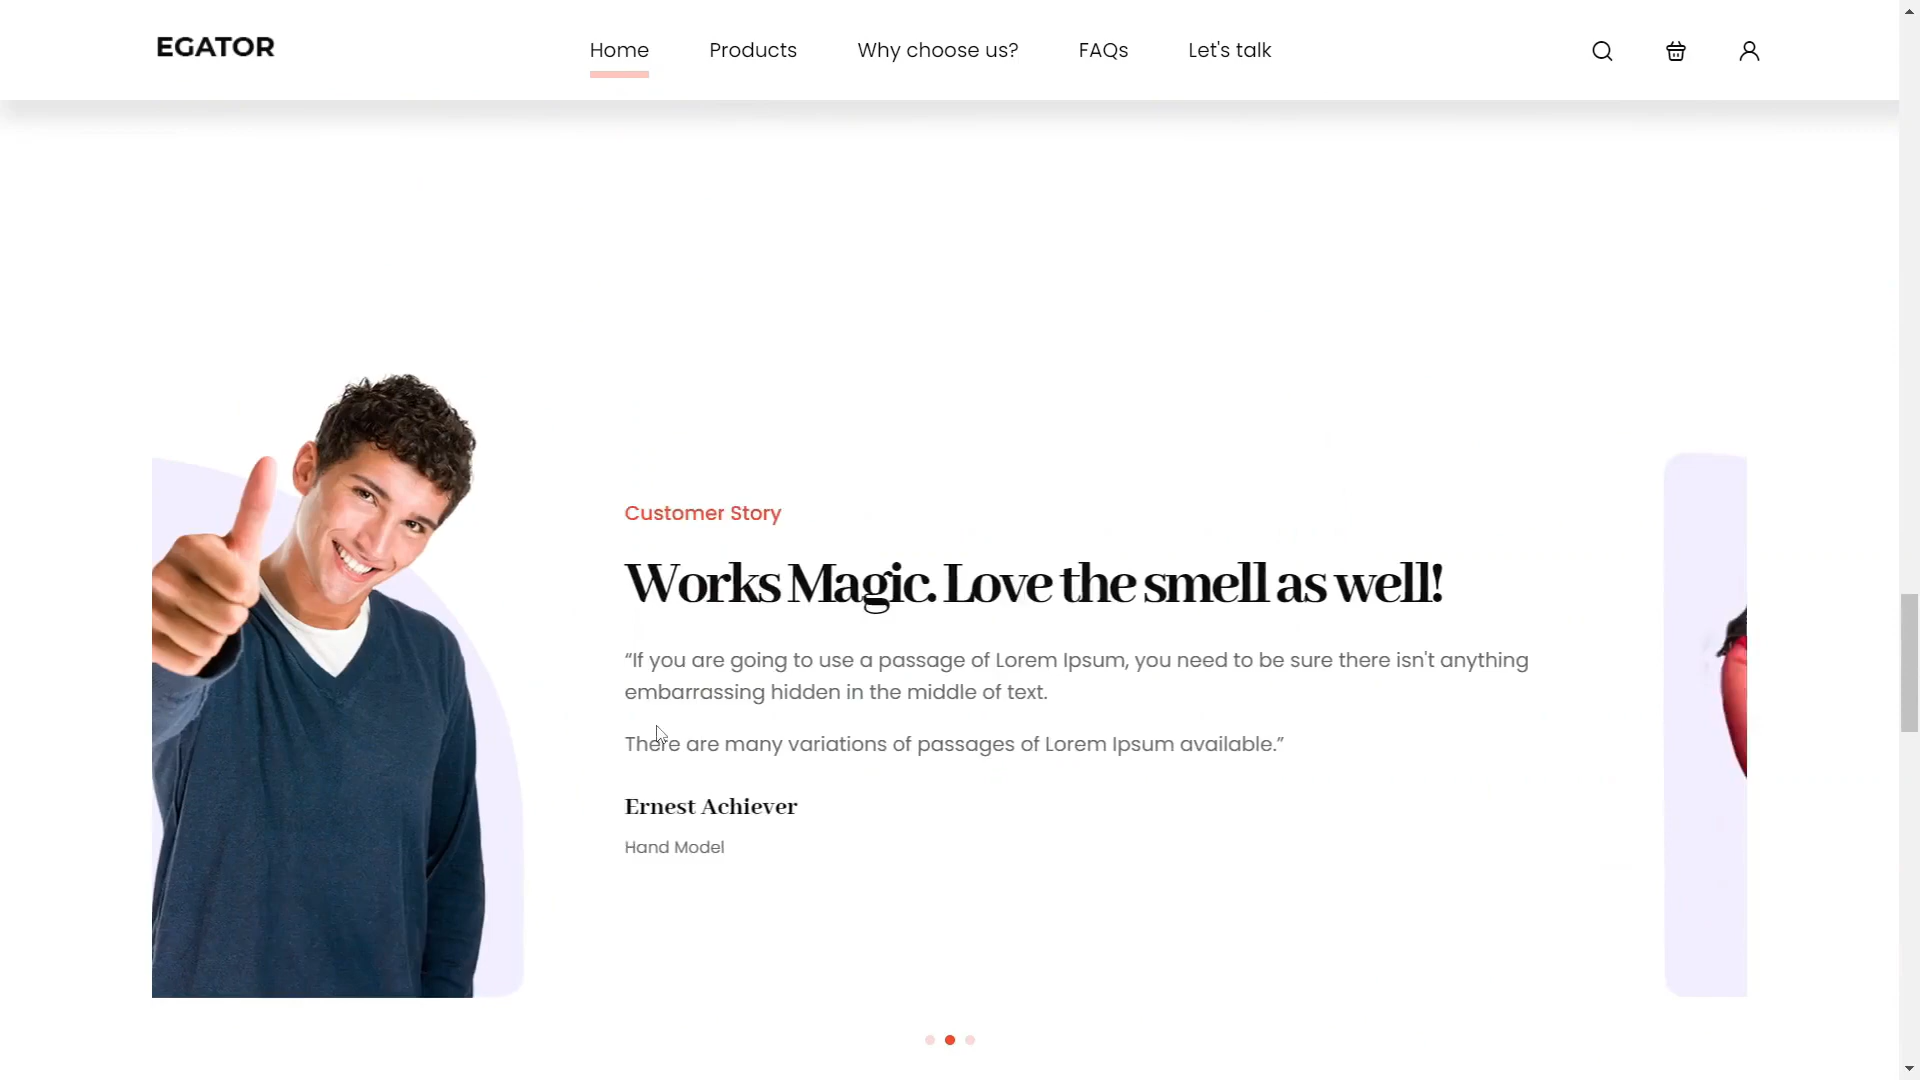 EGATOR
Home
Products
Why choose us?
FAQs
Let's talk
Customer Story
Works Magic. Love the smell as well!
“If you are going to use a passage of Lorem Ipsum, you need to be sure there isn't anything
embarrassing hidden in the middle of text.
There are many variations of passages of Lorem Ipsum available.”
Ernest Achiever
Hand Model